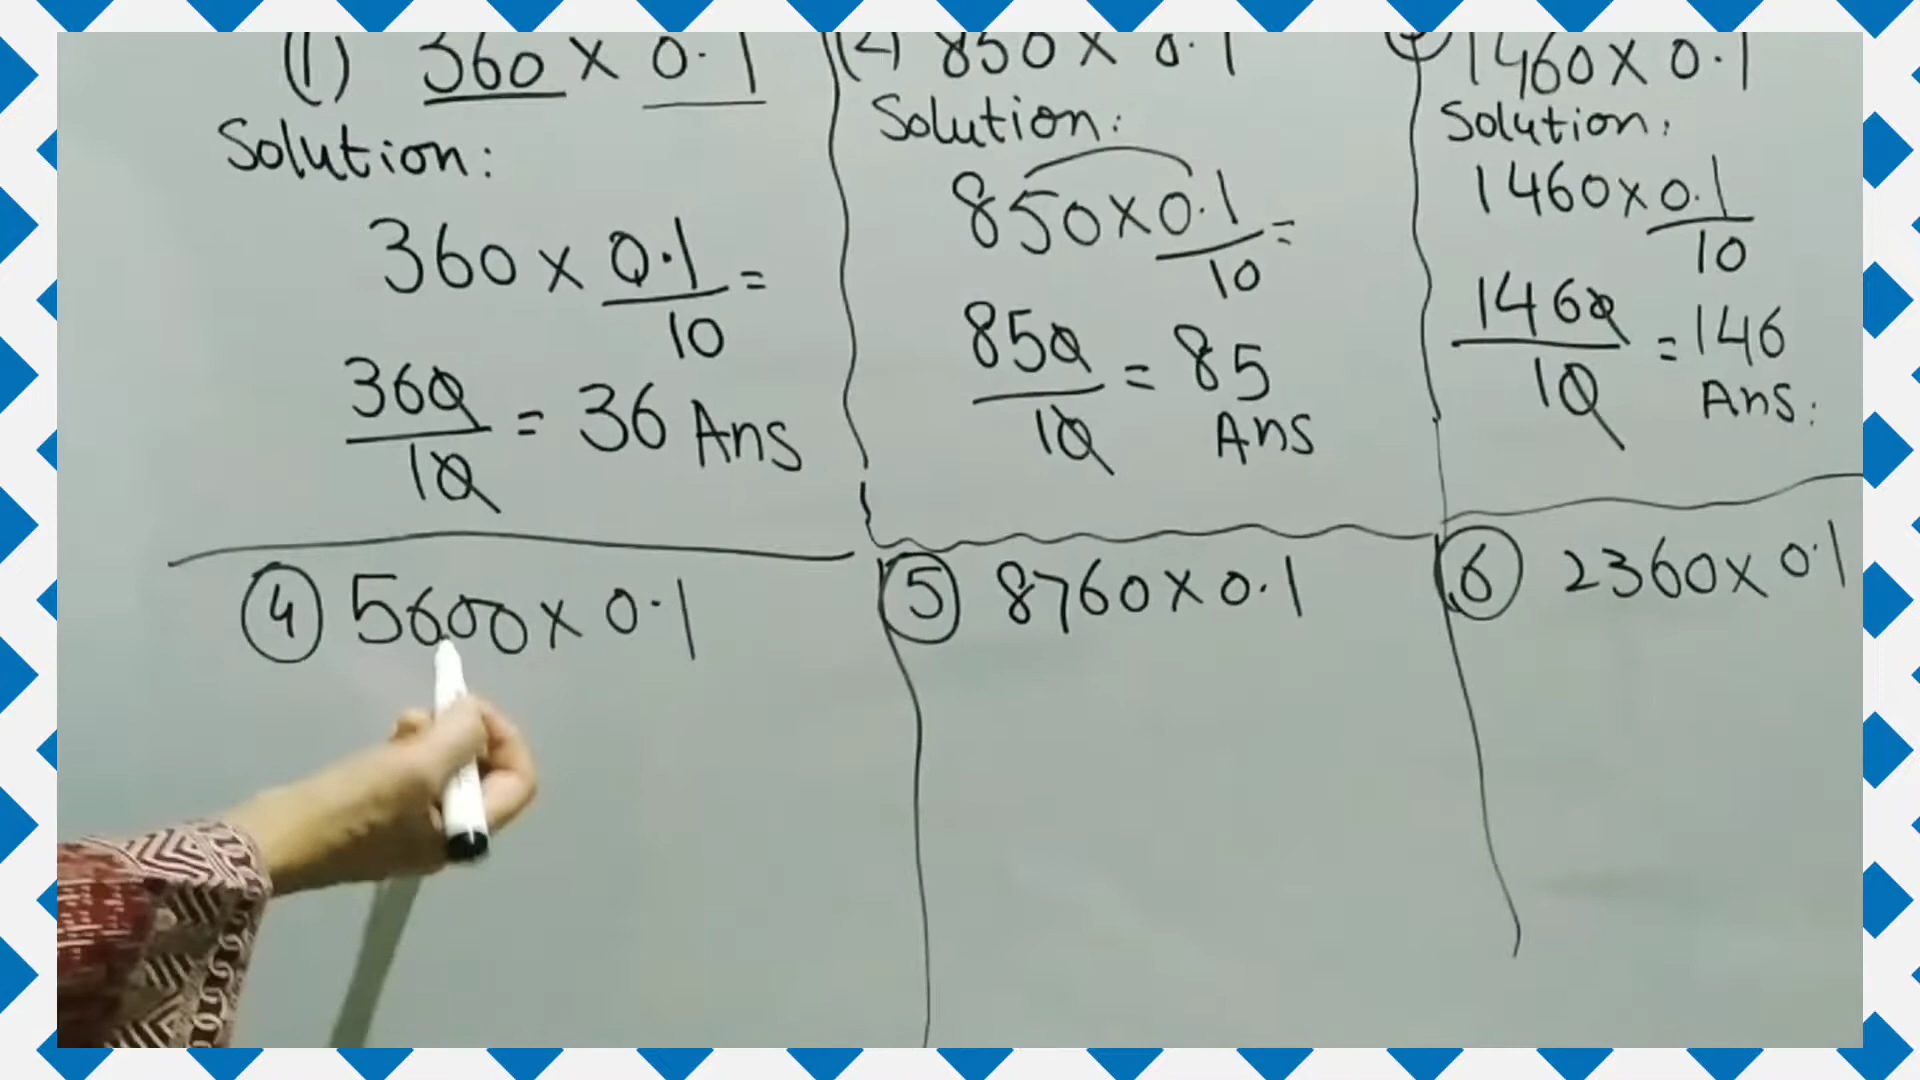 (1) 360 × 0.1
Solution:
360 × 0.1/10 =
360/10 = 36 Ans
(2) 850 × 0.1
Solution:
850 × 0.1/10 =
850/10 = 85
Ans
1460 × 0.1
Solution:
1460 × 0.1/10
1460/10 = 146
Ans:
④ 5600 × 0.1
⑤ 8760 × 0.1
⑥ 2360 × 0.1